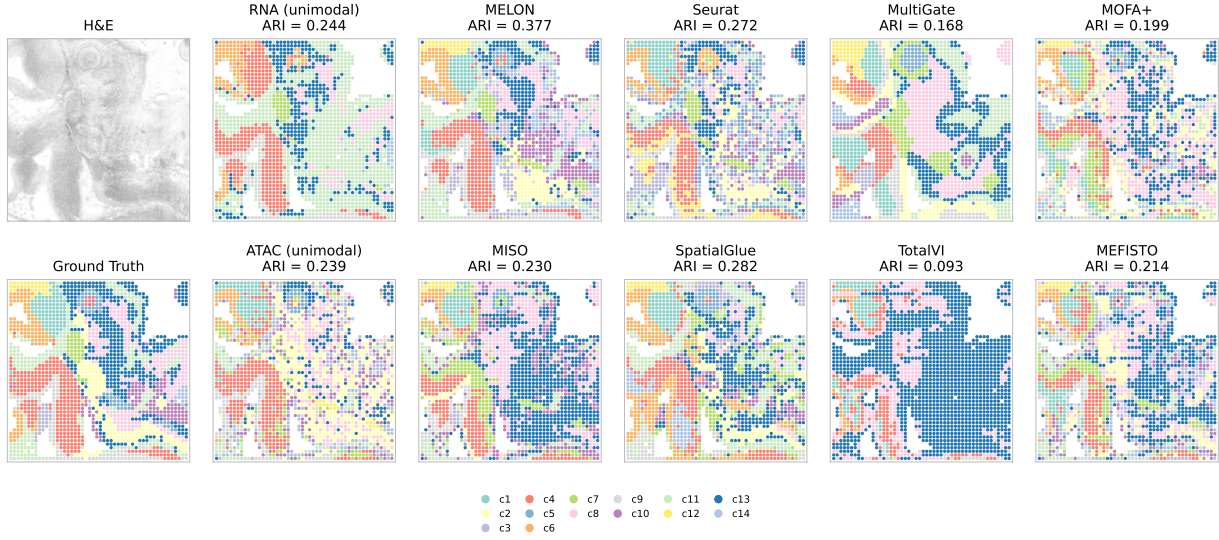 H&E
RNA (unimodal)
ARI = 0.244
MELON
ARI = 0.377
Seurat
ARI = 0.272
MultiGate
ARI = 0.168
MOFA+
ARI = 0.199
Ground Truth
ATAC (unimodal)
ARI = 0.239
MISO
ARI = 0.230
SpatialGlue
ARI = 0.282
TotalVI
ARI = 0.093
MEFISTO
ARI = 0.214
c1 c4 c7 c9 c11 c13
c2 c5 c8 c10 c12 c14
c3 c6